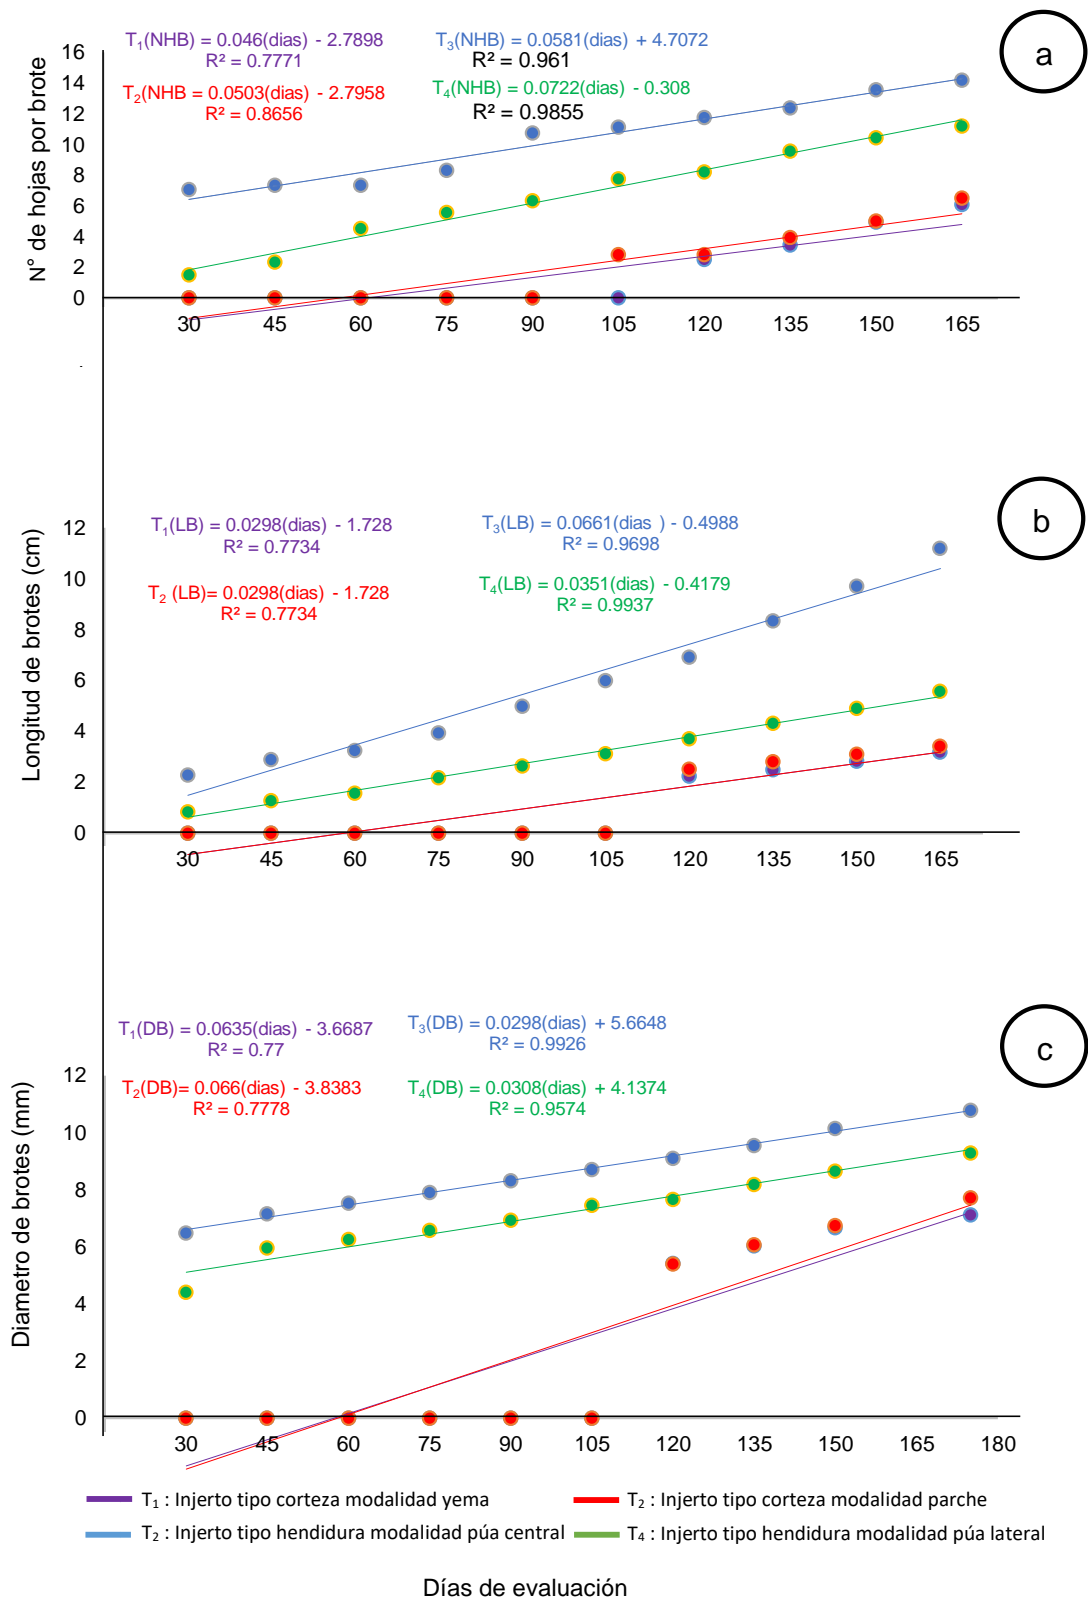 T₁(NHB) = 0.046(dias) - 2.7898
R² = 0.7771
T₃(NHB) = 0.0581(dias) + 4.7072
R² = 0.961
T₂(NHB = 0.0503(dias) - 2.7958
R² = 0.8656
T₄(NHB) = 0.0722(dias) - 0.308
R² = 0.9855
a
N° de hojas por brote
16
14
12
10
8
6
4
2
0
30 45 60 75 90 105 120 135 150 165
b
T₁(LB) = 0.0298(dias) - 1.728
R² = 0.7734
T₃(LB) = 0.0661(dias ) - 0.4988
R² = 0.9698
T₂ (LB)= 0.0298(dias) - 1.728
R² = 0.7734
T₄(LB) = 0.0351(dias) - 0.4179
R² = 0.9937
Longitud de brotes (cm)
12
10
8
6
4
2
0
30 45 60 75 90 105 120 135 150 165
c
T₁(DB) = 0.0635(dias) - 3.6687
R² = 0.77
T₃(DB) = 0.0298(dias) + 5.6648
R² = 0.9926
T₂(DB)= 0.066(dias) - 3.8383
R² = 0.7778
T₄(DB) = 0.0308(dias) + 4.1374
R² = 0.9574
Diametro de brotes (mm)
12
10
8
6
4
2
0
30 45 60 75 90 105 120 135 150 165 180
T₁ : Injerto tipo corteza modalidad yema
T₂ : Injerto tipo corteza modalidad parche
T₂ : Injerto tipo hendidura modalidad púa central
T₄ : Injerto tipo hendidura modalidad púa lateral
Días de evaluación